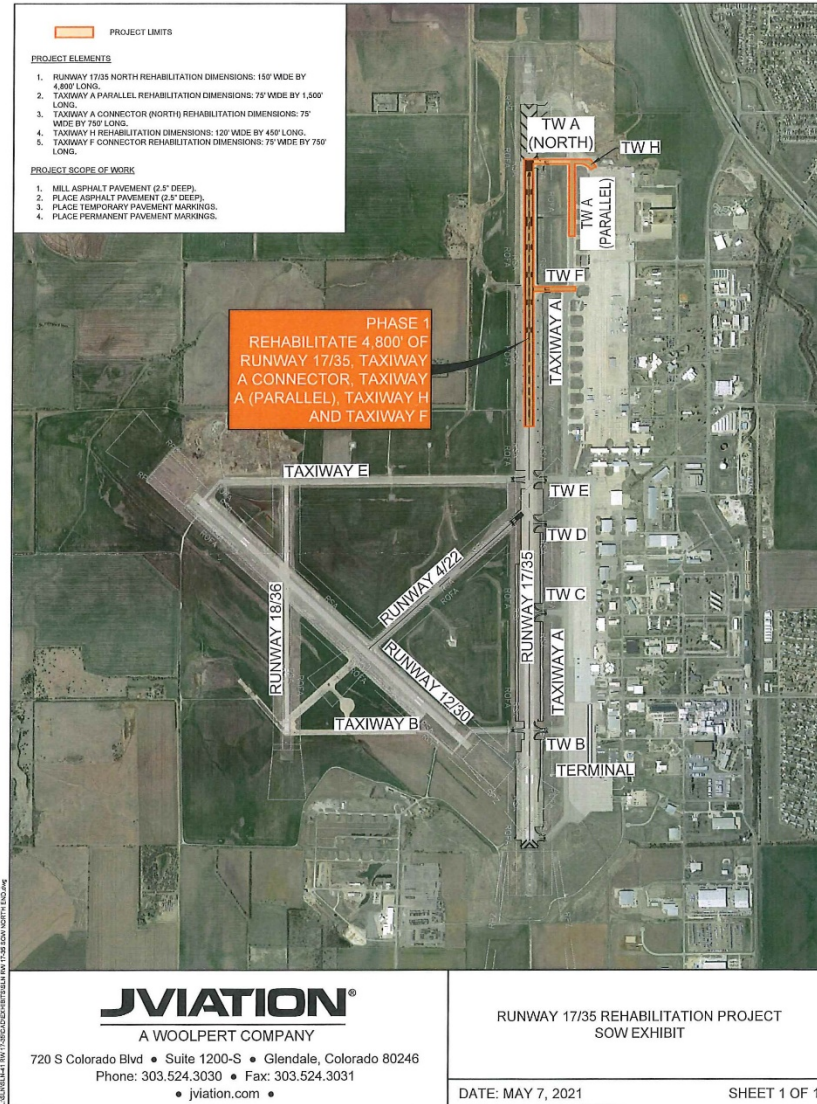 PROJECT LIMITS
PROJECT ELEMENTS
1. RUNWAY 17/35 NORTH REHABILITATION DIMENSIONS: 150' WIDE BY
4,800' LONG.
2. TAXIWAY A PARALLEL REHABILITATION DIMENSIONS: 75' WIDE BY 1,500'
LONG.
3. TAXIWAY A CONNECTOR (NORTH) REHABILITATION DIMENSIONS: 75'
WIDE BY 750' LONG.
4. TAXIWAY H REHABILITATION DIMENSIONS: 120' WIDE BY 450' LONG.
5. TAXIWAY F CONNECTOR REHABILITATION DIMENSIONS: 75' WIDE BY 750'
LONG.
PROJECT SCOPE OF WORK
1. MILL ASPHALT PAVEMENT (2.5" DEEP).
2. PLACE ASPHALT PAVEMENT (2.5" DEEP).
3. PLACE TEMPORARY PAVEMENT MARKINGS.
4. PLACE PERMANENT PAVEMENT MARKINGS.
TW A
(NORTH)
TW H
TW A
(PARALLEL)
TW F
TAXIWAY A
PHASE 1
REHABILITATE 4,800' OF
RUNWAY 17/35, TAXIWAY
A CONNECTOR, TAXIWAY
A (PARALLEL), TAXIWAY H
AND TAXIWAY F
TAXIWAY E
TW E
TW D
RUNWAY 4/22
RUNWAY 17/35
TW C
RUNWAY 18/36
RUNWAY 12/30
TAXIWAY A
TAXIWAY B
TW B
TERMINAL
ROFA
ROFA
ROFA
ROFA
ROFA
JVIATION®
A WOOLPERT COMPANY
720 S Colorado Blvd • Suite 1200-S • Glendale, Colorado 80246
Phone: 303.524.3030 • Fax: 303.524.3031
• jviation.com •
RUNWAY 17/35 REHABILITATION PROJECT
SOW EXHIBIT
DATE: MAY 7, 2021
SHEET 1 OF 1